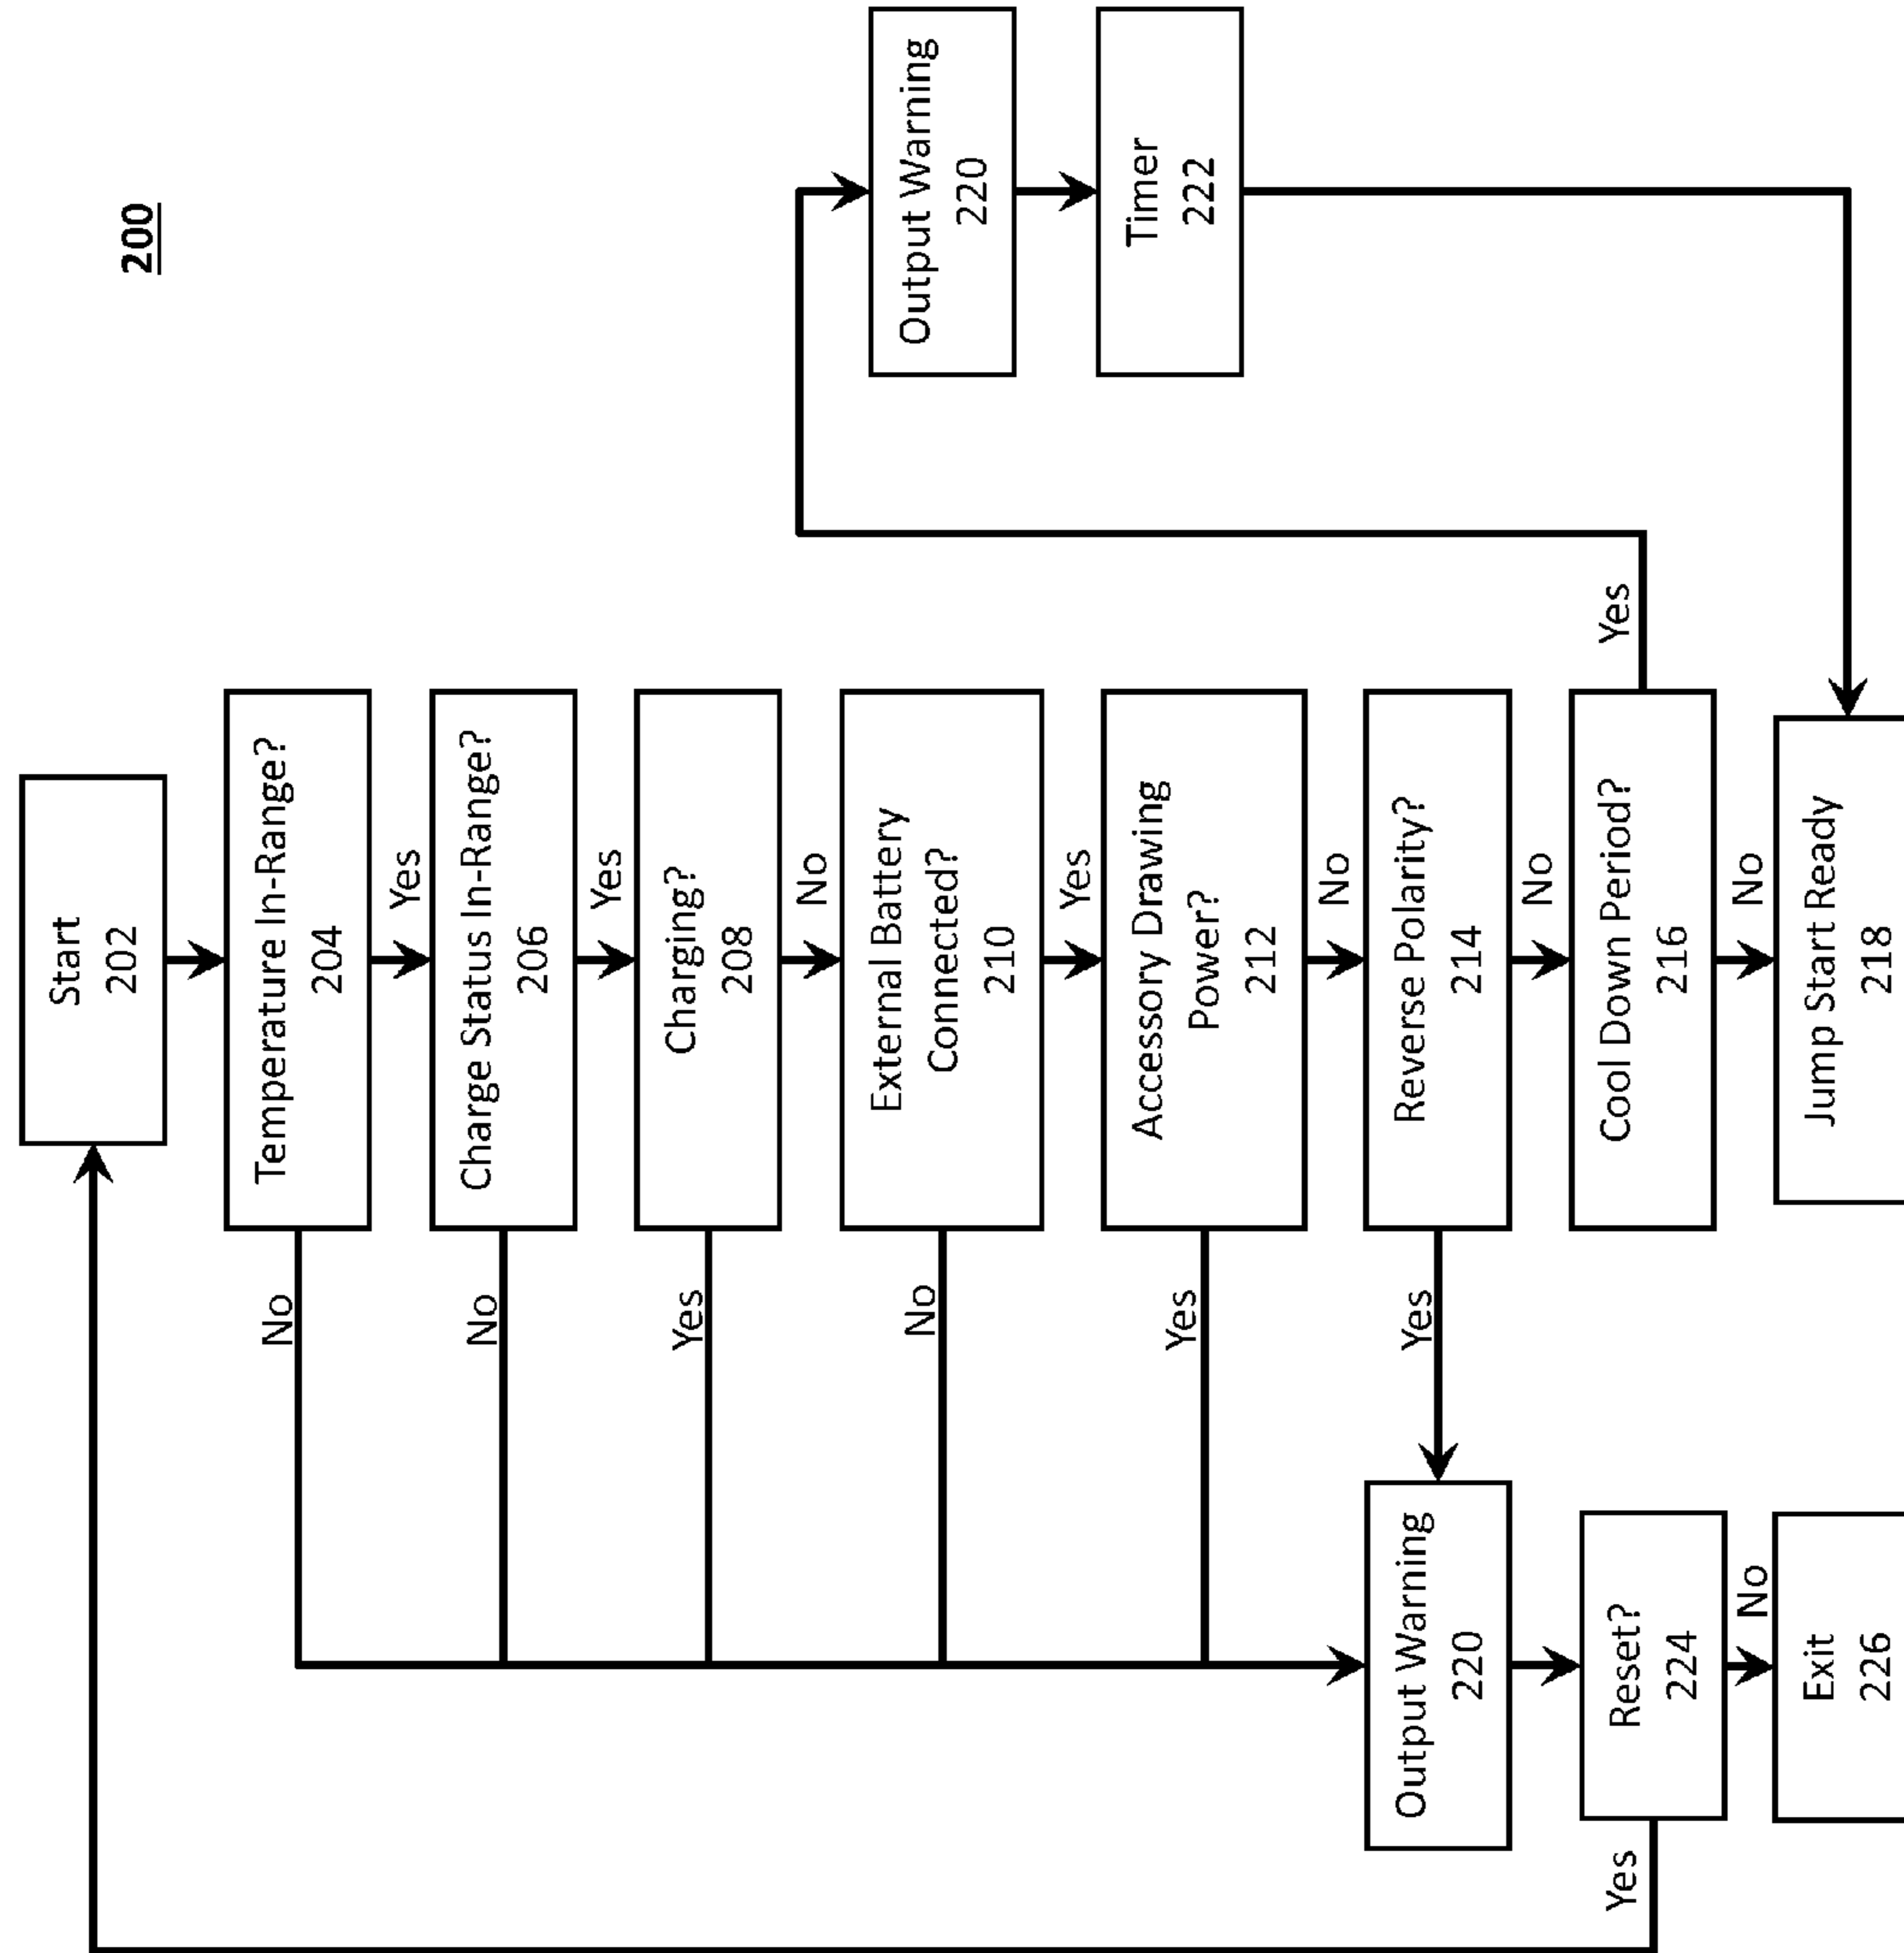 200
Start
202
Temperature In-Range?
204
Yes
No
Charge Status In-Range?
206
Yes
No
Charging?
208
No
Yes
External Battery
Connected?
210
Yes
No
Accessory Drawing
Power?
212
No
Yes
Reverse Polarity?
214
No
Yes
Cool Down Period?
216
No
Yes
Jump Start Ready
218
Output Warning
220
Timer
222
Output Warning
220
Reset?
224
Yes
No
Exit
226